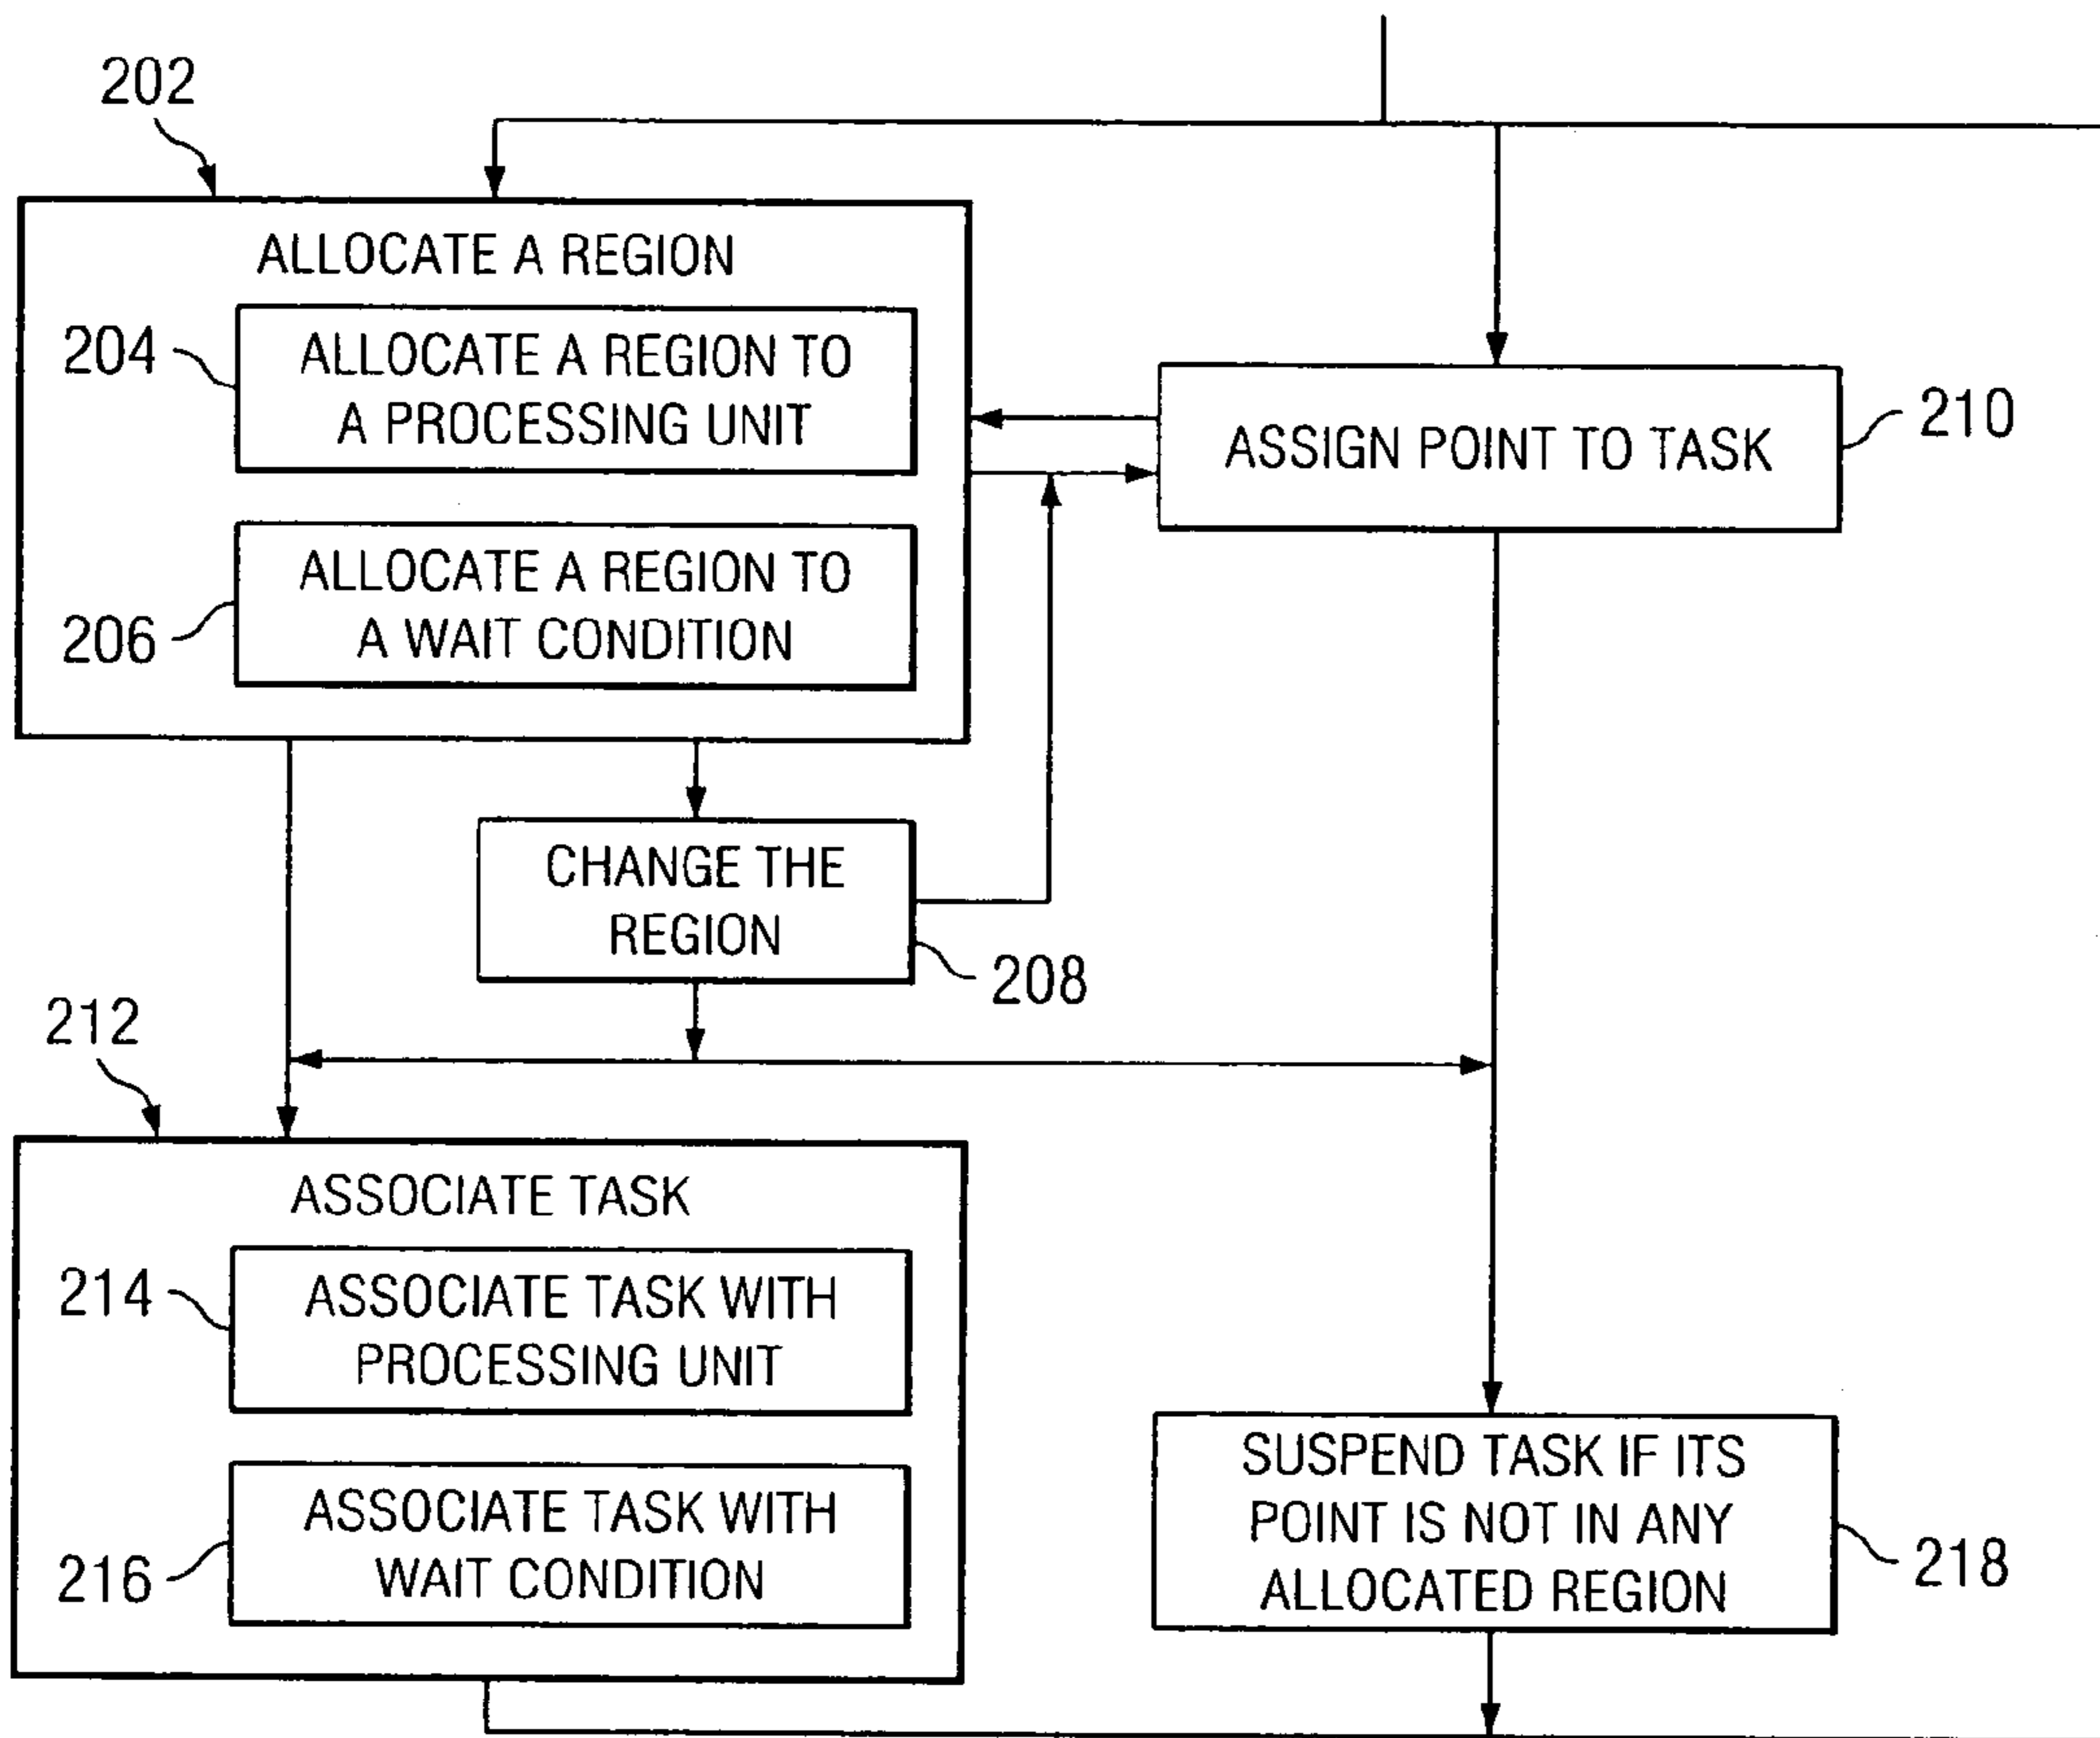 202
ALLOCATE A REGION
204
ALLOCATE A REGION TO
A PROCESSING UNIT
206
ALLOCATE A REGION TO
A WAIT CONDITION
ASSIGN POINT TO TASK
210
CHANGE THE
REGION
208
212
ASSOCIATE TASK
214
ASSOCIATE TASK WITH
PROCESSING UNIT
216
ASSOCIATE TASK WITH
WAIT CONDITION
SUSPEND TASK IF ITS
POINT IS NOT IN ANY
ALLOCATED REGION
218